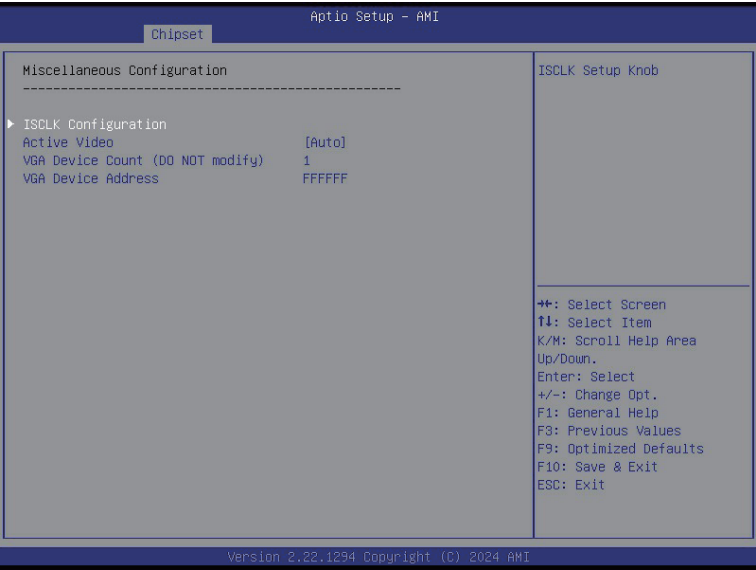 Aptio Setup – AMI
Chipset
Miscellaneous Configuration
--------------------------------------------------
ISCLK Configuration
Active Video [Auto]
VGA Device Count (DO NOT modify) 1
VGA Device Address FFFFFF
ISCLK Setup Knob
→←: Select Screen
↑↓: Select Item
K/M: Scroll Help Area
Up/Down.
Enter: Select
+/-: Change Opt.
F1: General Help
F3: Previous Values
F9: Optimized Defaults
F10: Save & Exit
ESC: Exit
Version 2.22.1294 Copyright (C) 2024 AMI